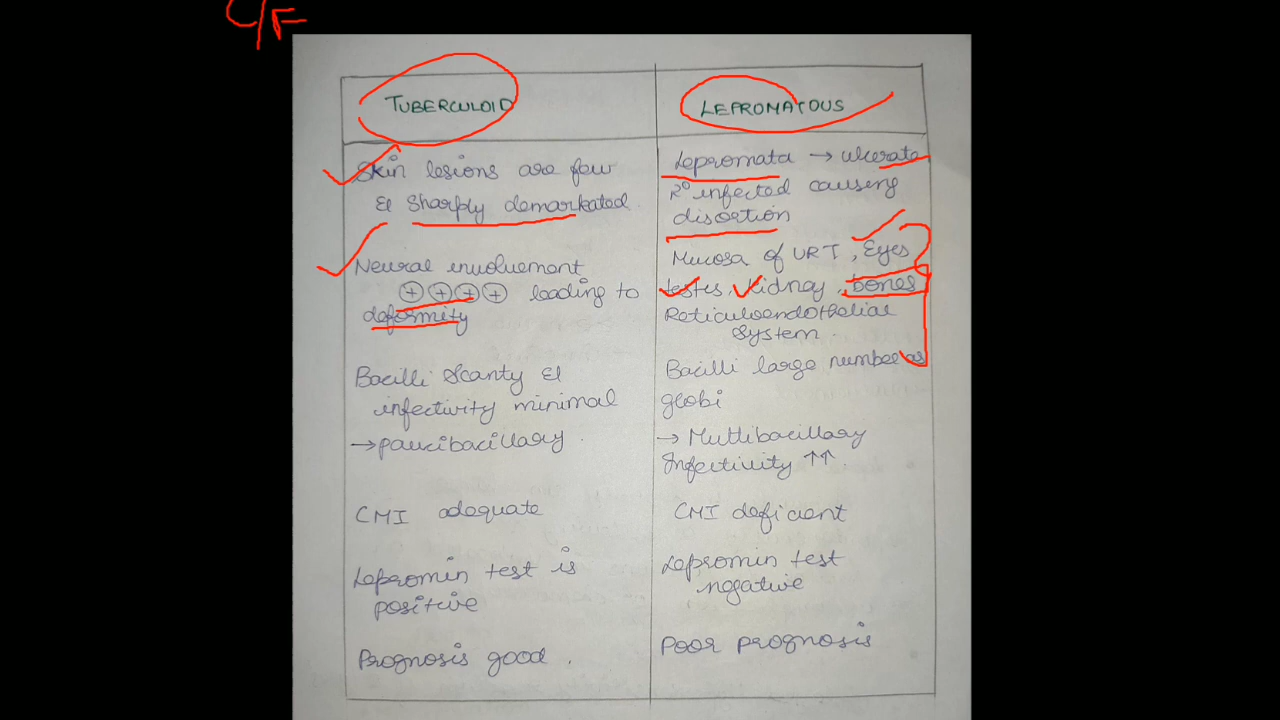 C/F
TUBERCULOID
Skin lesions are few
& Sharply demarkated.
Neural involvement
⊕⊕⊕⊕ leading to
deformity
Bacilli Scanty &
infectivity minimal
→ paucibacillary.
CMI adequate
Lepromin test is
positive
Prognosis good.
LEPROMATOUS
Lepromata → ulcerate
2° infected causing
distortion
Mucosa of URT, Eyes
testes, Kidney, bones
Reticuloendothelial
System.
Bacilli large number as
globi
→ Multibacillary
Infectivity ↑↑.
CMI deficient
Lepromin test
negative
Poor prognosis